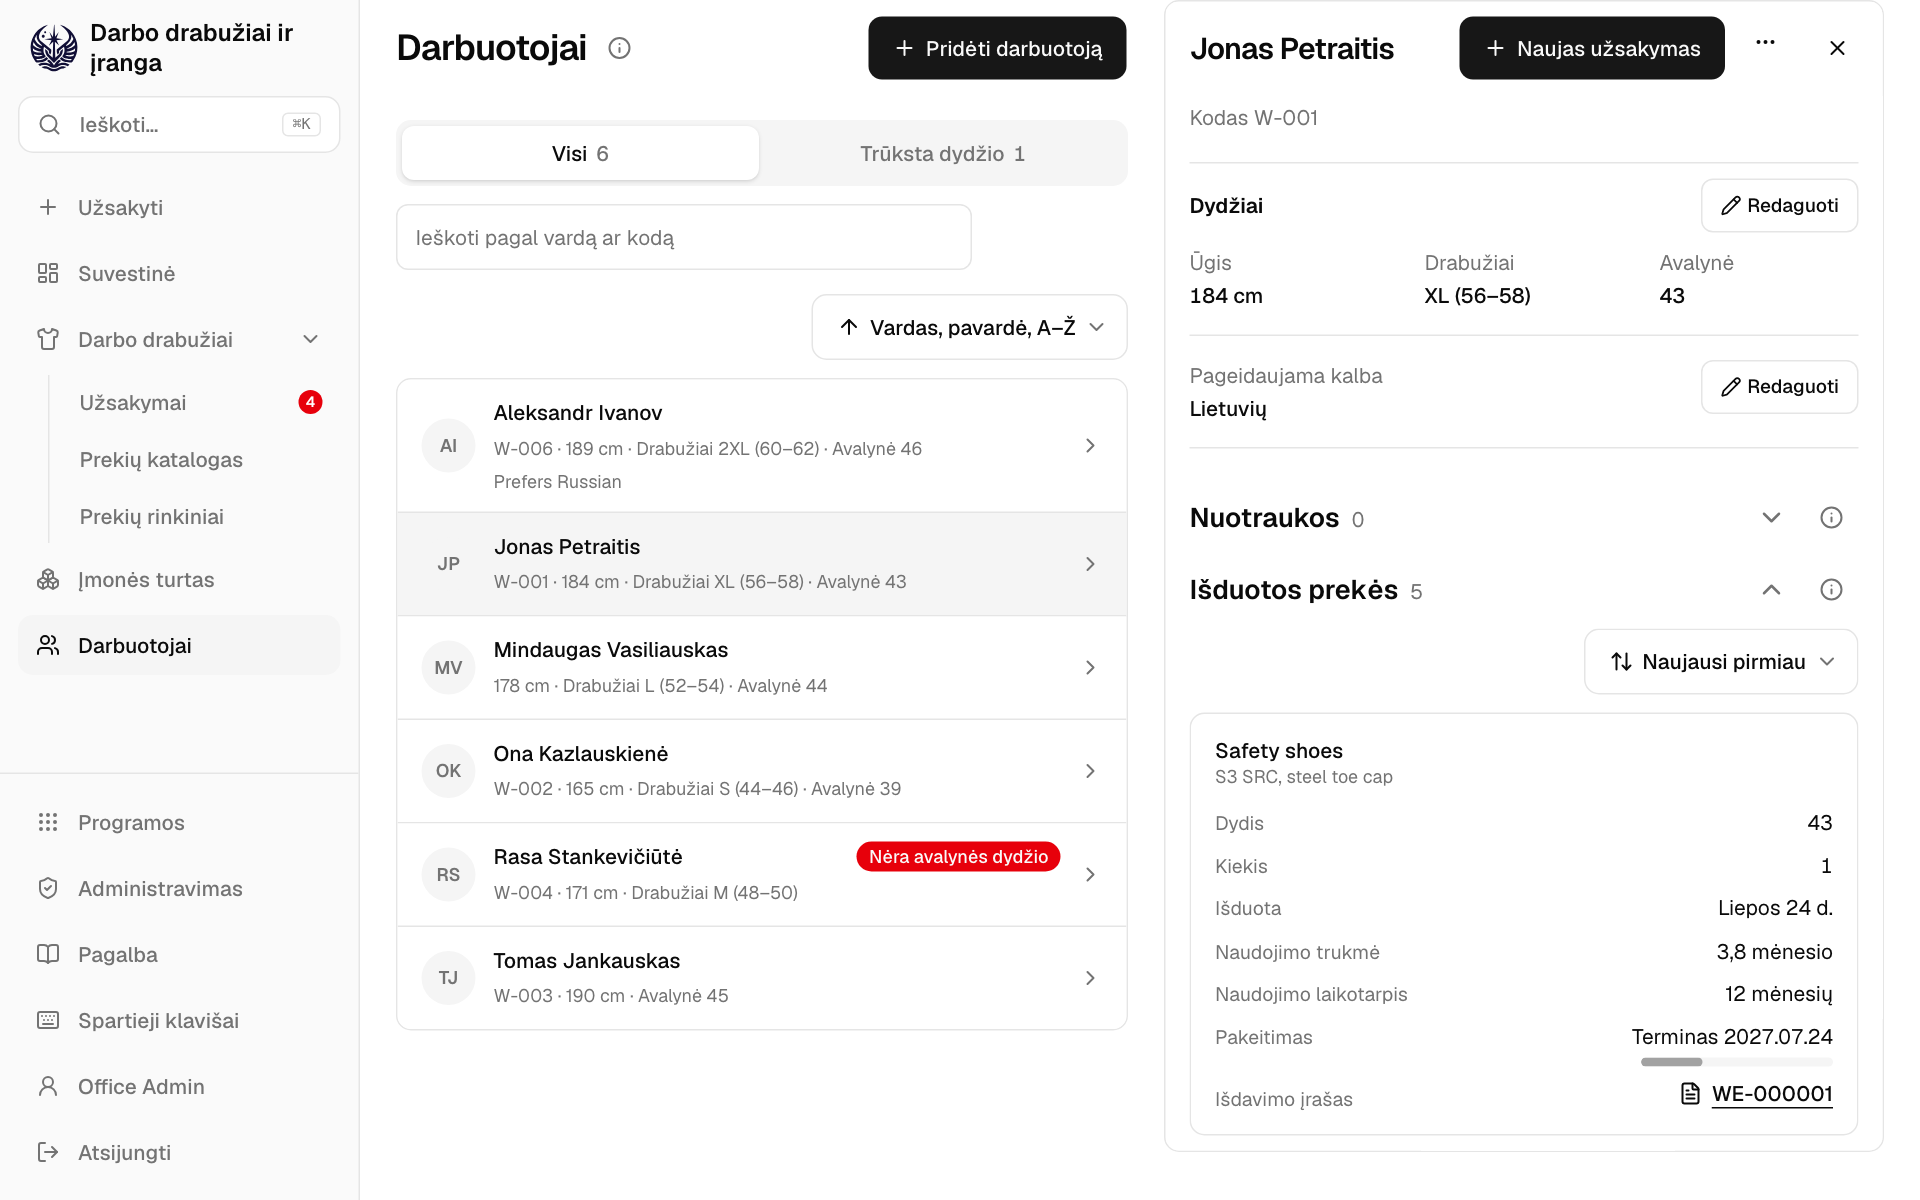 Darbo drabužiai ir
įranga
Ieškoti...
⌘K
Užsakyti
Suvestinė
Darbo drabužiai
Užsakymai
4
Prekių katalogas
Prekių rinkiniai
Įmonės turtas
Darbuotojai
Programos
Administravimas
Pagalba
Spartieji klavišai
Office Admin
Atsijungti
Darbuotojai
Pridėti darbuotoją
Visi 6
Trūksta dydžio 1
Ieškoti pagal vardą ar kodą
Vardas, pavardė, A–Ž
AI
Aleksandr Ivanov
W-006 · 189 cm · Drabužiai 2XL (60–62) · Avalynė 46
Prefers Russian
JP
Jonas Petraitis
W-001 · 184 cm · Drabužiai XL (56–58) · Avalynė 43
MV
Mindaugas Vasiliauskas
178 cm · Drabužiai L (52–54) · Avalynė 44
OK
Ona Kazlauskienė
W-002 · 165 cm · Drabužiai S (44–46) · Avalynė 39
RS
Rasa Stankevičiūtė
Nėra avalynės dydžio
W-004 · 171 cm · Drabužiai M (48–50)
TJ
Tomas Jankauskas
W-003 · 190 cm · Avalynė 45
Jonas Petraitis
Naujas užsakymas
Kodas W-001
Dydžiai
Redaguoti
Ūgis
Drabužiai
Avalynė
184 cm
XL (56–58)
43
Pageidaujama kalba
Lietuvių
Redaguoti
Nuotraukos 0
Išduotos prekės 5
Naujausi pirmiau
Safety shoes
S3 SRC, steel toe cap
Dydis 43
Kiekis 1
Išduota Liepos 24 d.
Naudojimo trukmė 3,8 mėnesio
Naudojimo laikotarpis 12 mėnesių
Pakeitimas Terminas 2027.07.24
Išdavimo įrašas WE-000001